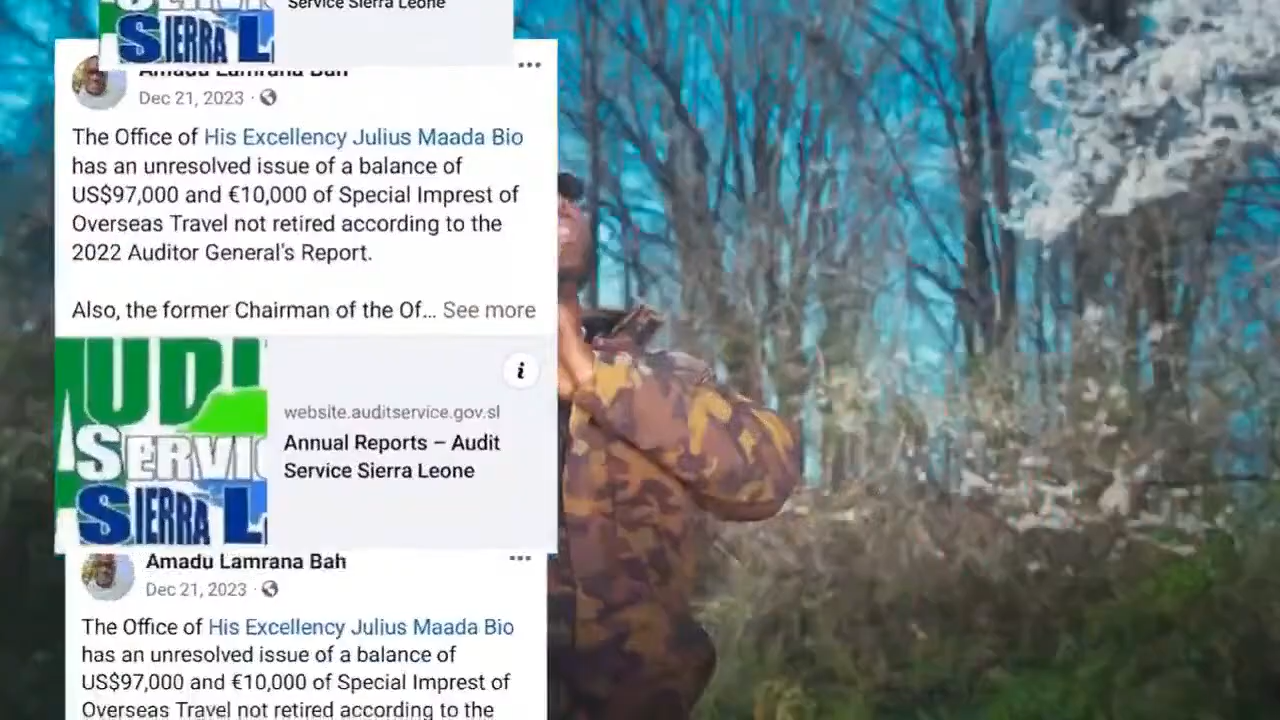 Service Sierra Leone
SIERRA L
Amadu Lamrana Bah
Dec 21, 2023 ·
The Office of His Excellency Julius Maada Bio
has an unresolved issue of a balance of
US$97,000 and €10,000 of Special Imprest of
Overseas Travel not retired according to the
2022 Auditor General's Report.
Also, the former Chairman of the Of... See more
UDI
SERVIC
SIERRA L
i
website.auditservice.gov.sl
Annual Reports – Audit
Service Sierra Leone
Amadu Lamrana Bah
Dec 21, 2023 ·
The Office of His Excellency Julius Maada Bio
has an unresolved issue of a balance of
US$97,000 and €10,000 of Special Imprest of
Overseas Travel not retired according to the